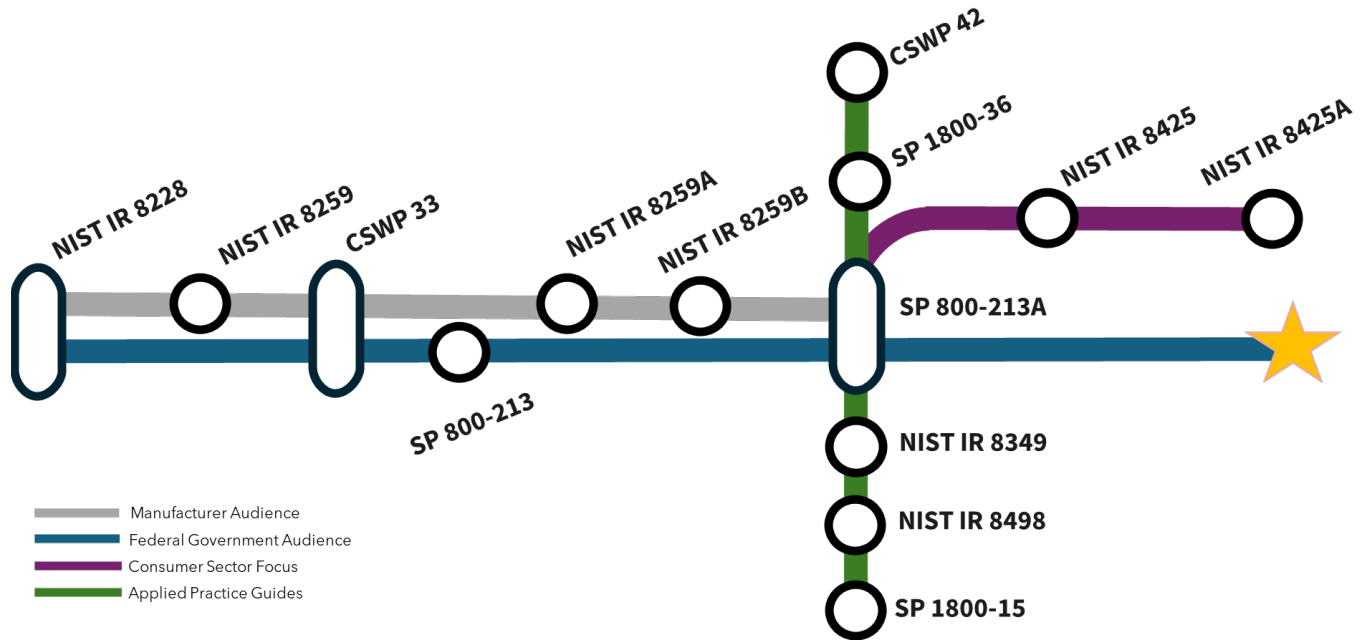 CSWP 42
SP 1800-36
NIST IR 8425
NIST IR 8425A
NIST IR 8228
NIST IR 8259
CSWP 33
NIST IR 8259A
NIST IR 8259B
SP 800-213A
SP 800-213
NIST IR 8349
NIST IR 8498
SP 1800-15
Manufacturer Audience
Federal Government Audience
Consumer Sector Focus
Applied Practice Guides